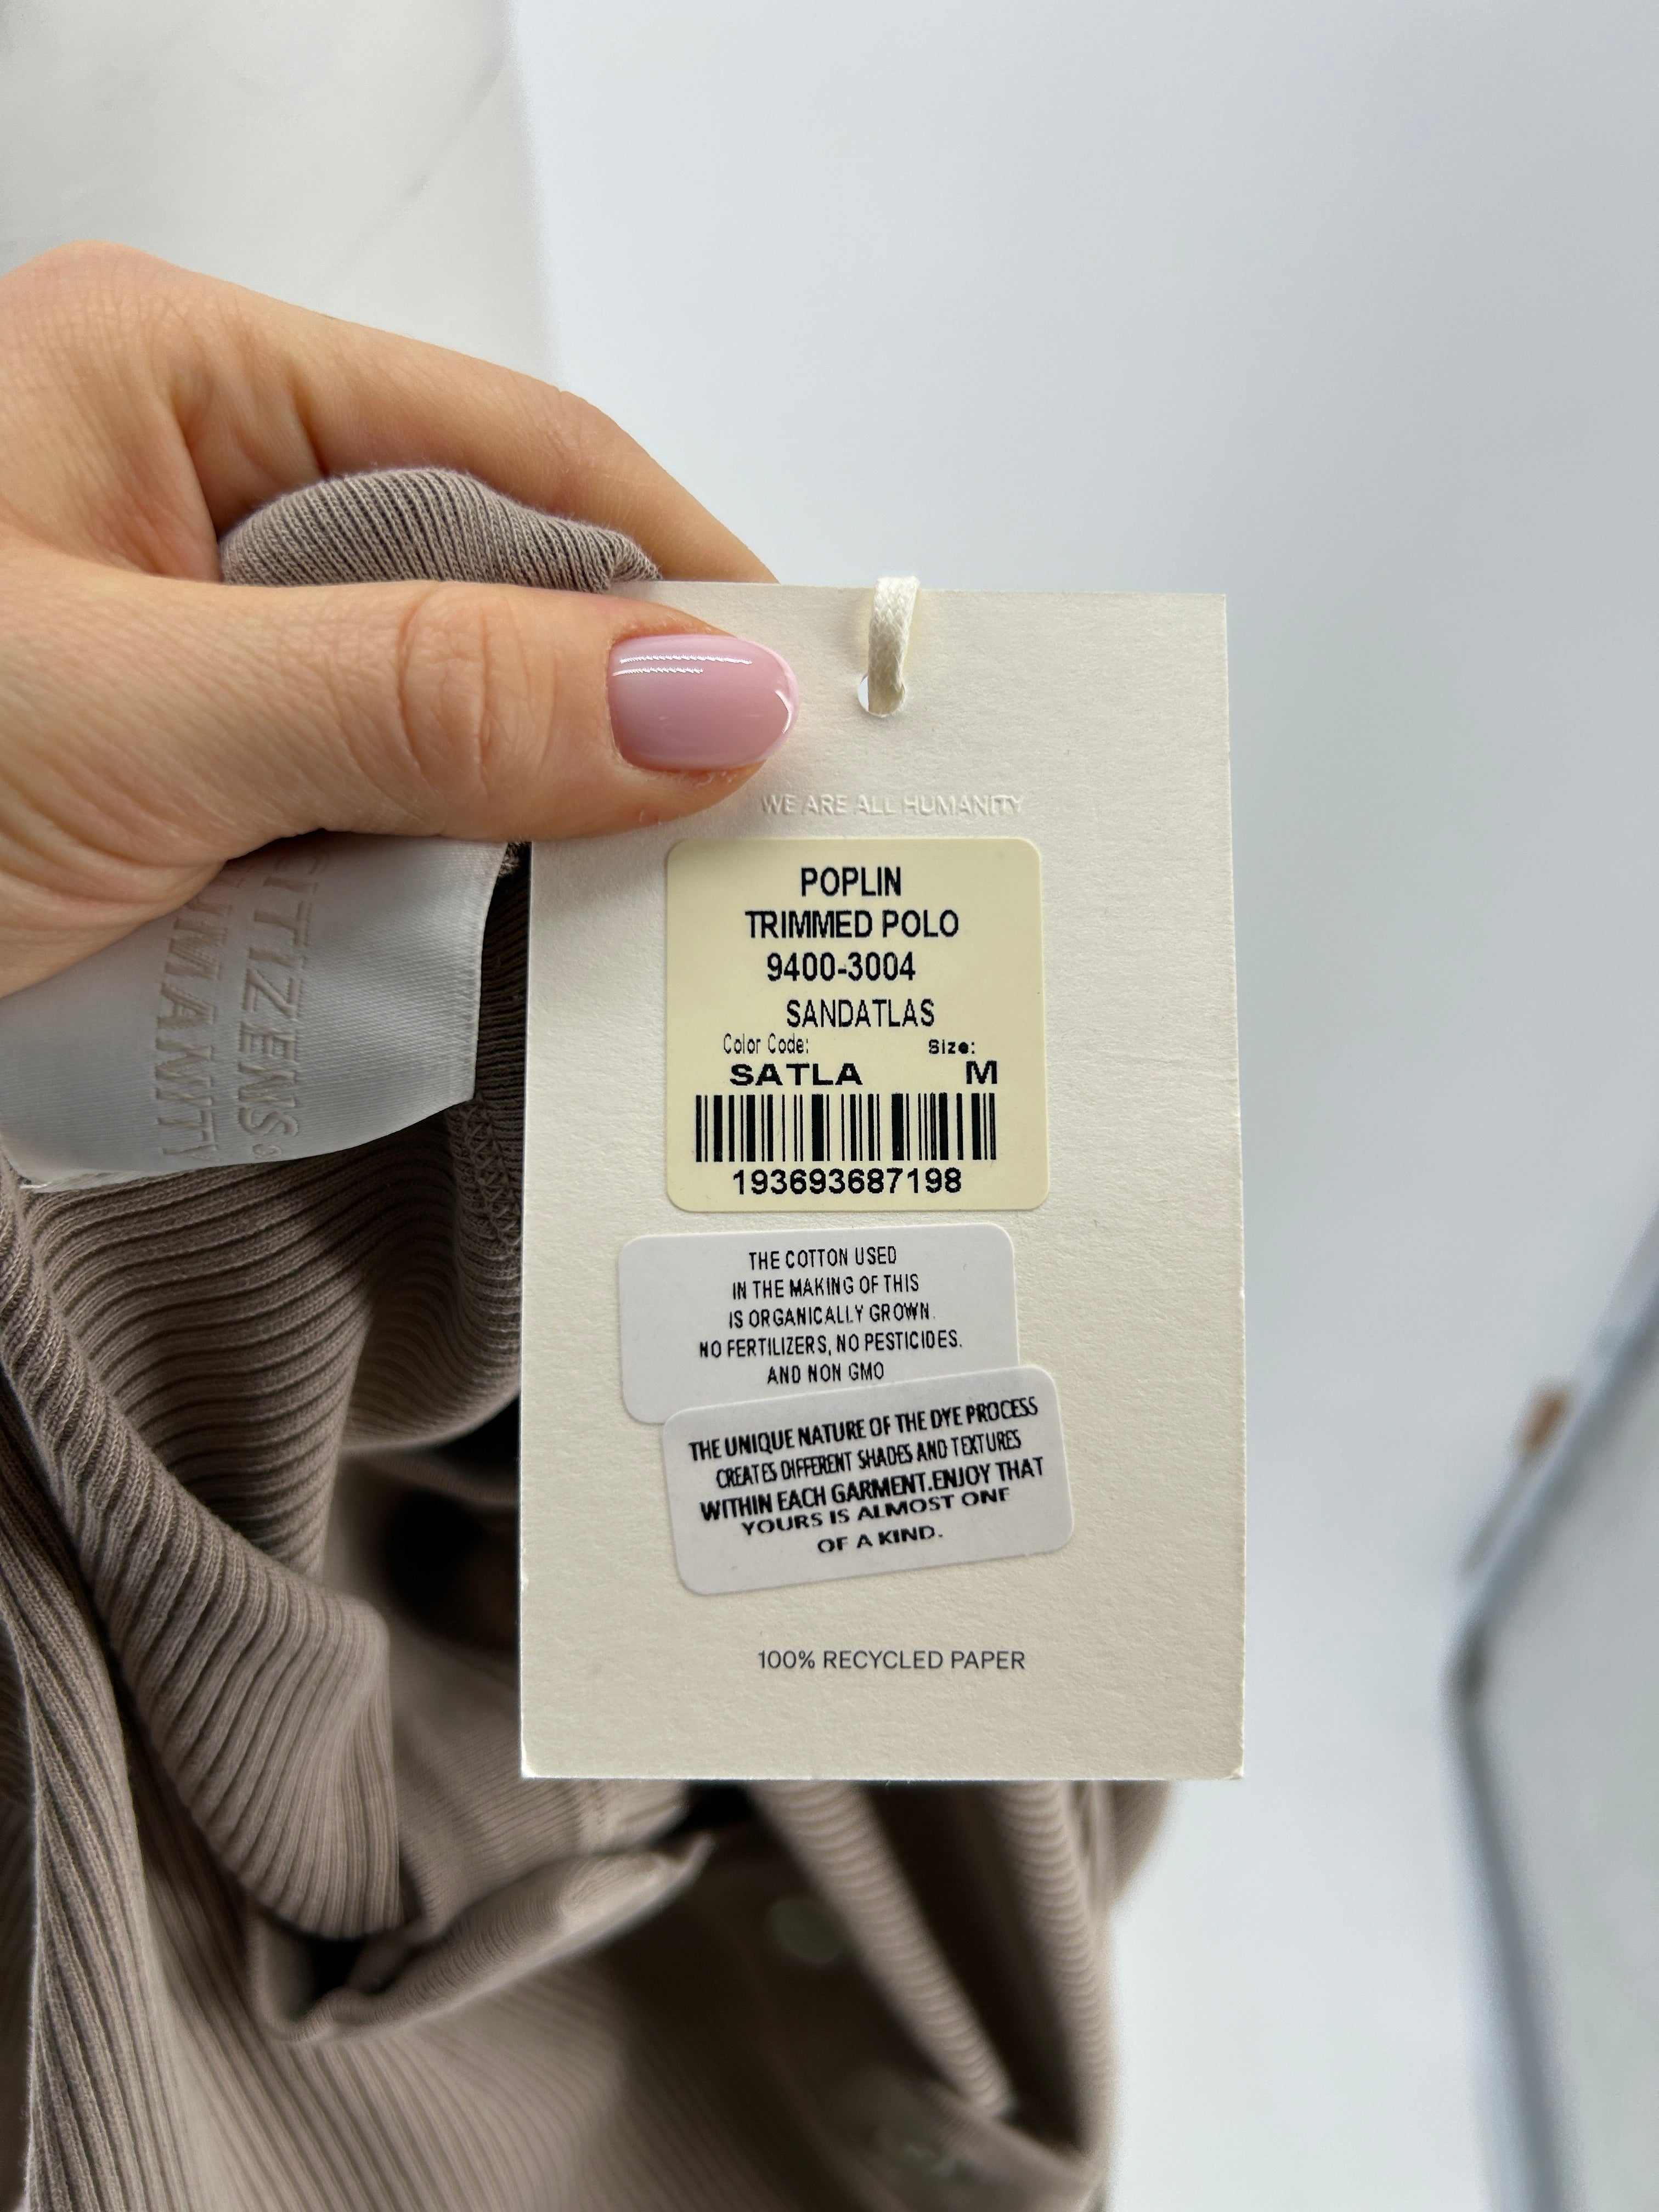 WE ARE ALL HUMANITY
POPLIN
TRIMMED POLO
9400-3004
SANDATLAS
Color Code: Size:
SATLA M
193693687198
THE COTTON USED
IN THE MAKING OF THIS
IS ORGANICALLY GROWN.
NO FERTILIZERS, NO PESTICIDES.
AND NON GMO
THE UNIQUE NATURE OF THE DYE PROCESS
CREATES DIFFERENT SHADES AND TEXTURES
WITHIN EACH GARMENT.ENJOY THAT
YOURS IS ALMOST ONE
OF A KIND.
100% RECYCLED PAPER
CITIZENS of
HUMANITY